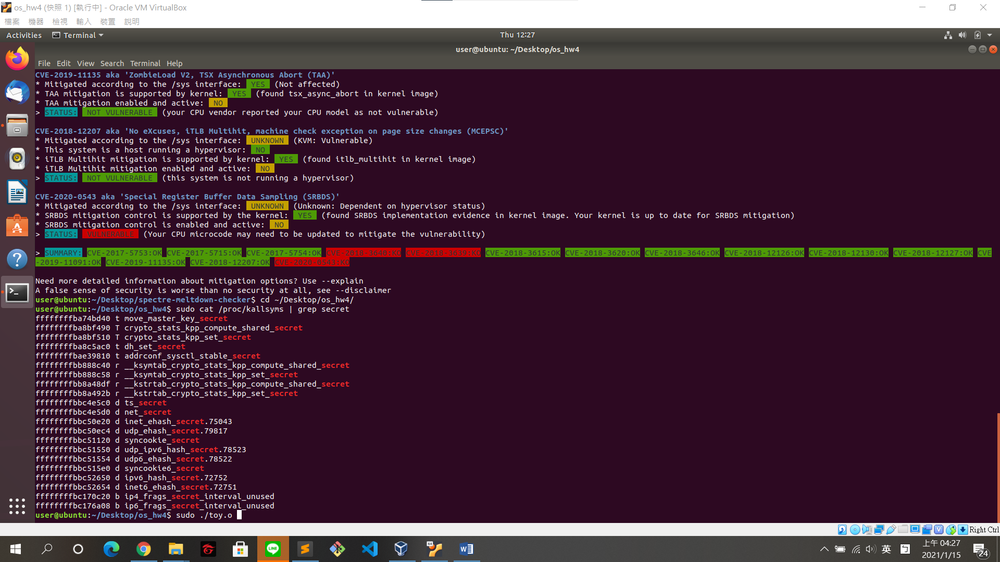 os_hw4 (快照 1) [執行中] - Oracle VM VirtualBox
檔案 機器 檢視 輸入 裝置 說明
Activities Terminal Thu 12:27
user@ubuntu: ~/Desktop/os_hw4
File Edit View Search Terminal Help
CVE-2019-11135 aka 'ZombieLoad V2, TSX Asynchronous Abort (TAA)'
* Mitigated according to the /sys interface: YES (Not affected)
* TAA mitigation is supported by kernel: YES (found tsx_async_abort in kernel image)
* TAA mitigation enabled and active: NO
> STATUS: NOT VULNERABLE (your CPU vendor reported your CPU model as not vulnerable)
CVE-2018-12207 aka 'No eXcuses, iTLB Multihit, machine check exception on page size changes (MCEPSC)'
* Mitigated according to the /sys interface: UNKNOWN (KVM: Vulnerable)
* This system is a host running a hypervisor: NO
* iTLB Multihit mitigation is supported by kernel: YES (found itlb_multihit in kernel image)
* iTLB Multihit mitigation enabled and active: NO
> STATUS: NOT VULNERABLE (this system is not running a hypervisor)
CVE-2020-0543 aka 'Special Register Buffer Data Sampling (SRBDS)'
* Mitigated according to the /sys interface: UNKNOWN (Unknown: Dependent on hypervisor status)
* SRBDS mitigation control is supported by the kernel: YES (found SRBDS implementation evidence in kernel image. Your kernel is up to date for SRBDS mitigation)
* SRBDS mitigation control is enabled and active: NO
> STATUS: VULNERABLE (Your CPU microcode may need to be updated to mitigate the vulnerability)
> SUMMARY: CVE-2017-5753:OK CVE-2017-5715:OK CVE-2017-5754:OK CVE-2018-3640:KO CVE-2018-3639:KO CVE-2018-3615:OK CVE-2018-3620:OK CVE-2018-3646:OK CVE-2018-12126:OK CVE-2018-12130:OK CVE-2018-12127:OK CVE
-2019-11091:OK CVE-2019-11135:OK CVE-2018-12207:OK CVE-2020-0543:KO
Need more detailed information about mitigation options? Use --explain
A false sense of security is worse than no security at all, see --disclaimer
user@ubuntu:~/Desktop/spectre-meltdown-checker$ cd ~/Desktop/os_hw4/
user@ubuntu:~/Desktop/os_hw4$ sudo cat /proc/kallsyms | grep secret
ffffffffba74bd40 t move_master_key_secret
ffffffffba8bf490 T crypto_stats_kpp_compute_shared_secret
ffffffffba8bf510 T crypto_stats_kpp_set_secret
ffffffffba8c5ac0 t dh_set_secret
ffffffffbae39810 t addrconf_sysctl_stable_secret
ffffffffbb888c40 r __ksymtab_crypto_stats_kpp_compute_shared_secret
ffffffffbb888c58 r __ksymtab_crypto_stats_kpp_set_secret
ffffffffbb8a48df r __kstrtab_crypto_stats_kpp_compute_shared_secret
ffffffffbb8a492b r __kstrtab_crypto_stats_kpp_set_secret
ffffffffbbc4e5c0 d ts_secret
ffffffffbbc4e5d0 d net_secret
ffffffffbbc50e20 d inet_ehash_secret.75043
ffffffffbbc50ec4 d udp_ehash_secret.79817
ffffffffbbc51120 d syncookie_secret
ffffffffbbc51550 d udp_ipv6_hash_secret.78523
ffffffffbbc51554 d udp6_ehash_secret.78522
ffffffffbbc515e0 d syncookie6_secret
ffffffffbbc52650 d ipv6_hash_secret.72752
ffffffffbbc52654 d inet6_ehash_secret.72751
ffffffffbc170c20 b ip4_frags_secret_interval_unused
ffffffffbc176a08 b ip6_frags_secret_interval_unused
user@ubuntu:~/Desktop/os_hw4$ sudo ./toy.o
Right Ctrl
LINE 64 英 上午 04:27
2021/1/15 24